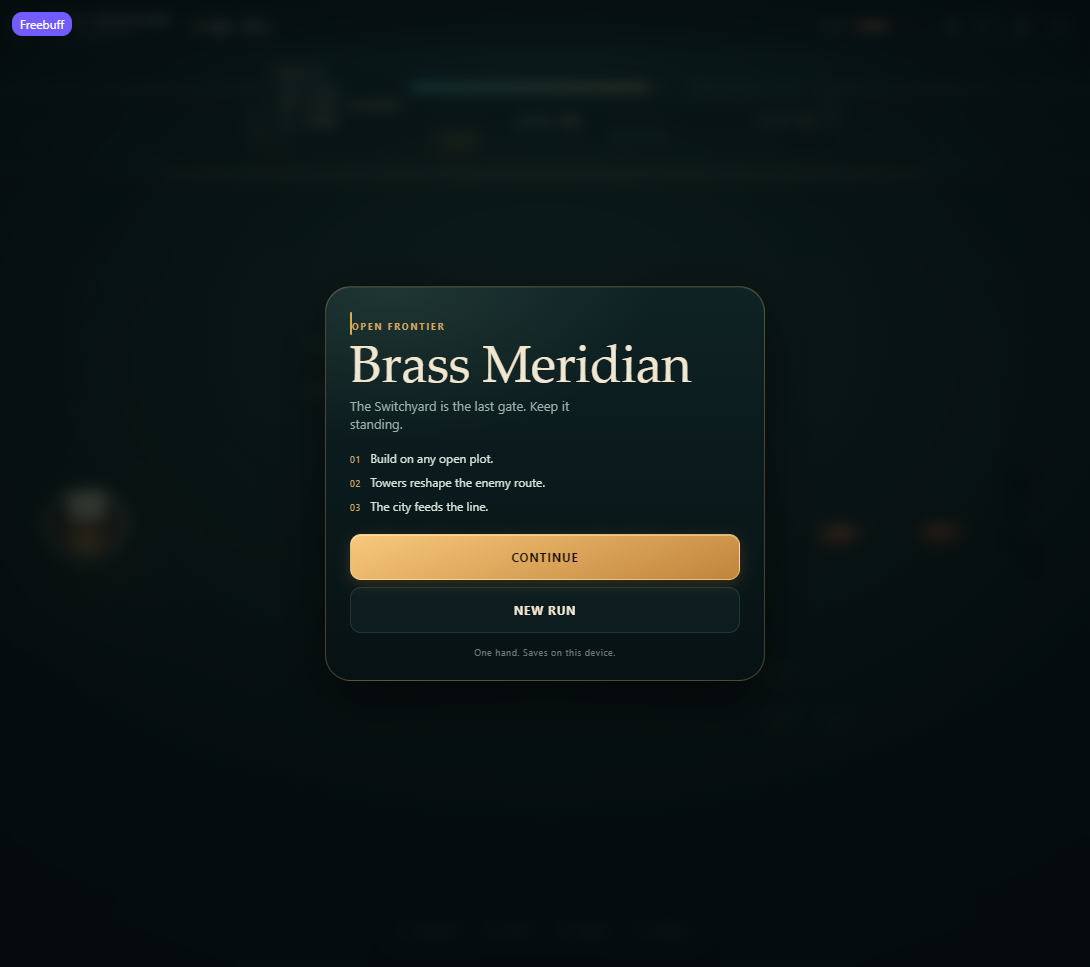 Freebuff
OPEN FRONTIER
Brass Meridian
The Switchyard is the last gate. Keep it
standing.
01 Build on any open plot.
02 Towers reshape the enemy route.
03 The city feeds the line.
CONTINUE
NEW RUN
One hand. Saves on this device.